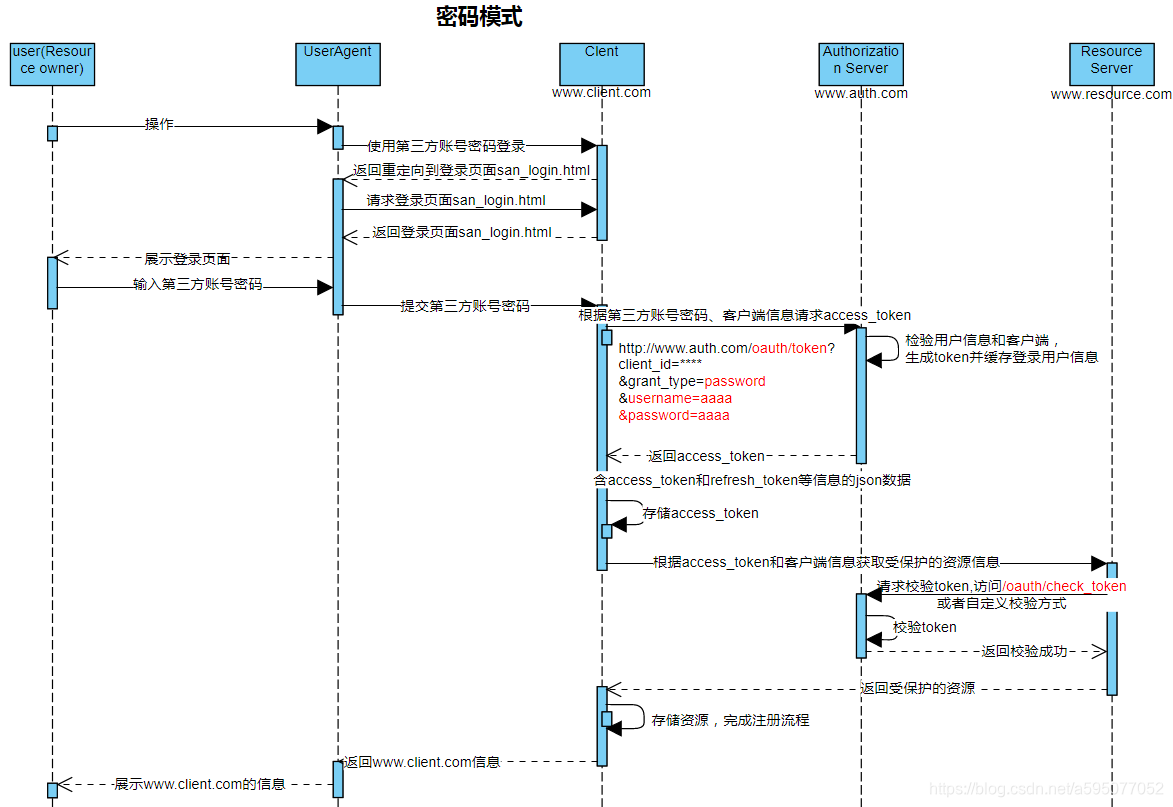 密码模式
user(Resour
ce owner)
UserAgent
Clent
www.client.com
Authorizatio
n Server
www.auth.com
Resource
Server
www.resource.com
操作
使用第三方账号密码登录
返回重定向到登录页面san_login.html
请求登录页面san_login.html
返回登录页面san_login.html
展示登录页面
输入第三方账号密码
提交第三方账号密码
根据第三方账号密码、客户端信息请求access_token
http://www.auth.com/oauth/token?
client_id=****
&grant_type=password
&username=aaaa
&password=aaaa
检验用户信息和客户端，
生成token并缓存登录用户信息
返回access_token
含access_token和refresh_token等信息的json数据
存储access_token
根据access_token和客户端信息获取受保护的资源信息
请求校验token,访问/oauth/check_token
或者自定义校验方式
校验token
返回校验成功
返回受保护的资源
存储资源，完成注册流程
返回www.client.com信息
展示www.client.com的信息
https://blog.csdn.net/a595077052